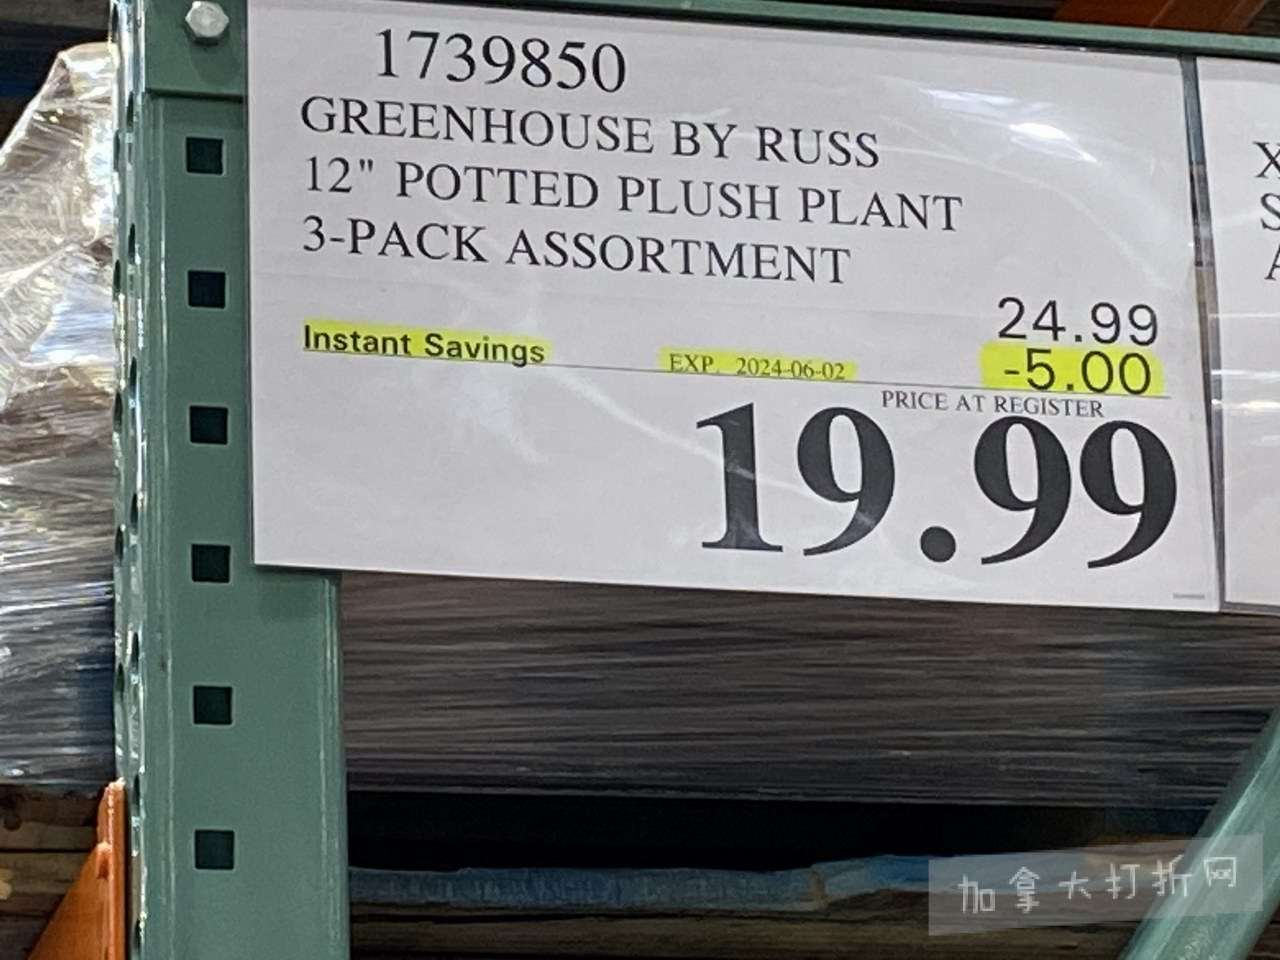 1739850
GREENHOUSE BY RUSS
12" POTTED PLUSH PLANT
3-PACK ASSORTMENT
24.99
Instant Savings EXP. 2024-06-02 -5.00
PRICE AT REGISTER
19.99
X
S
A
加拿大打折网